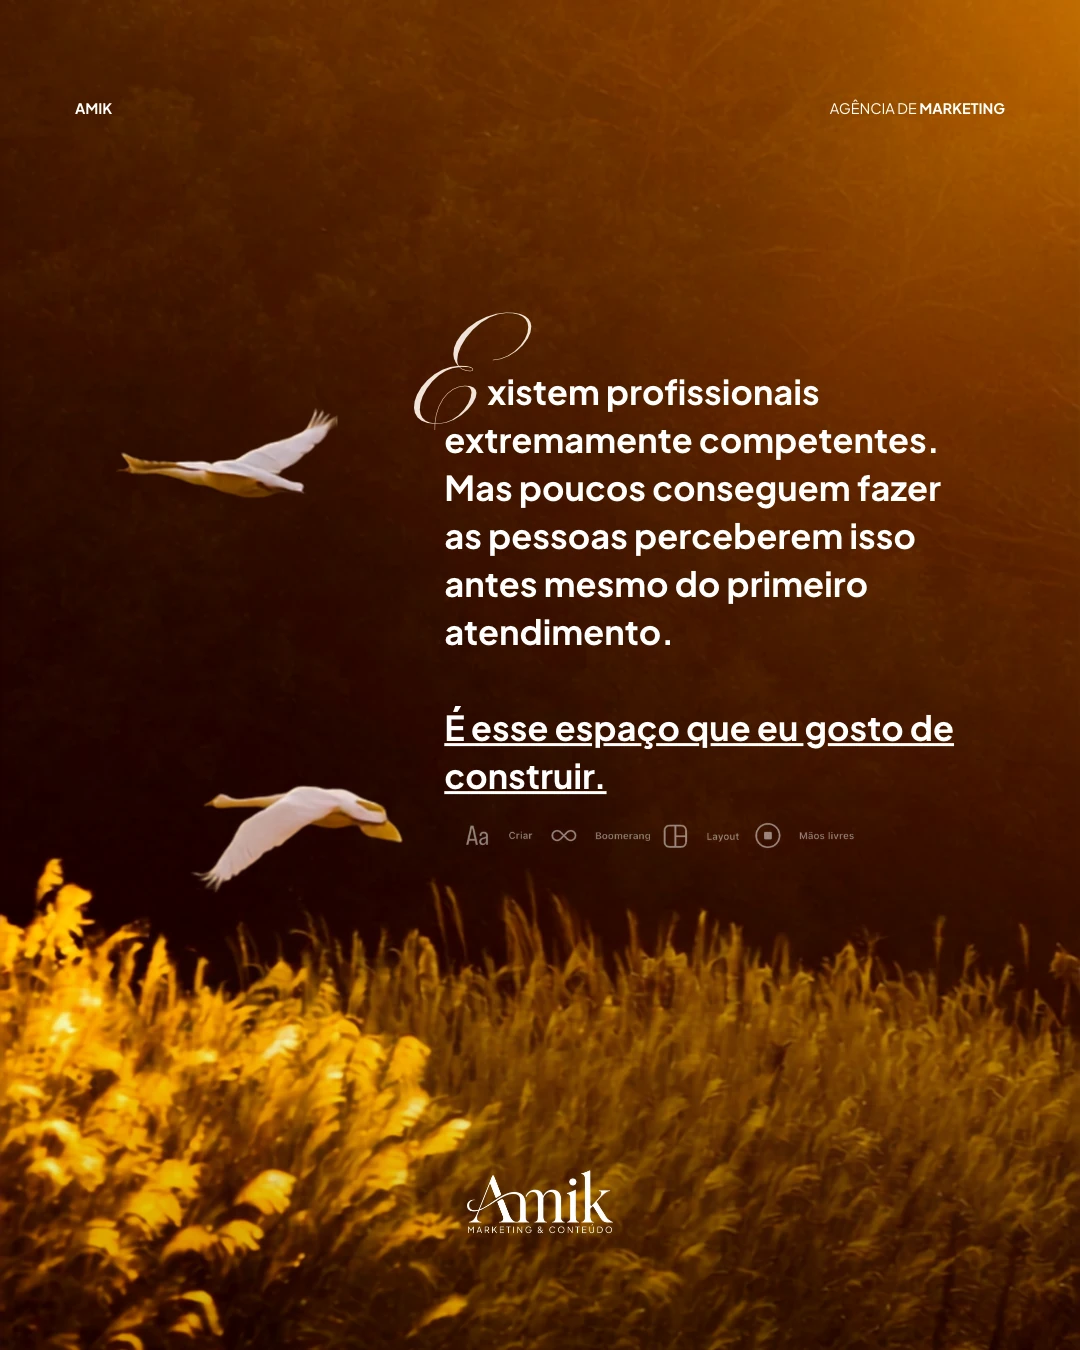 AMIK
AGÊNCIA DE MARKETING
Existem profissionais
extremamente competentes.
Mas poucos conseguem fazer
as pessoas perceberem isso
antes mesmo do primeiro
atendimento.
É esse espaço que eu gosto de
construir.
Aa Criar Boomerang Layout Mãos livres
Amik
MARKETING & CONTEÚDO